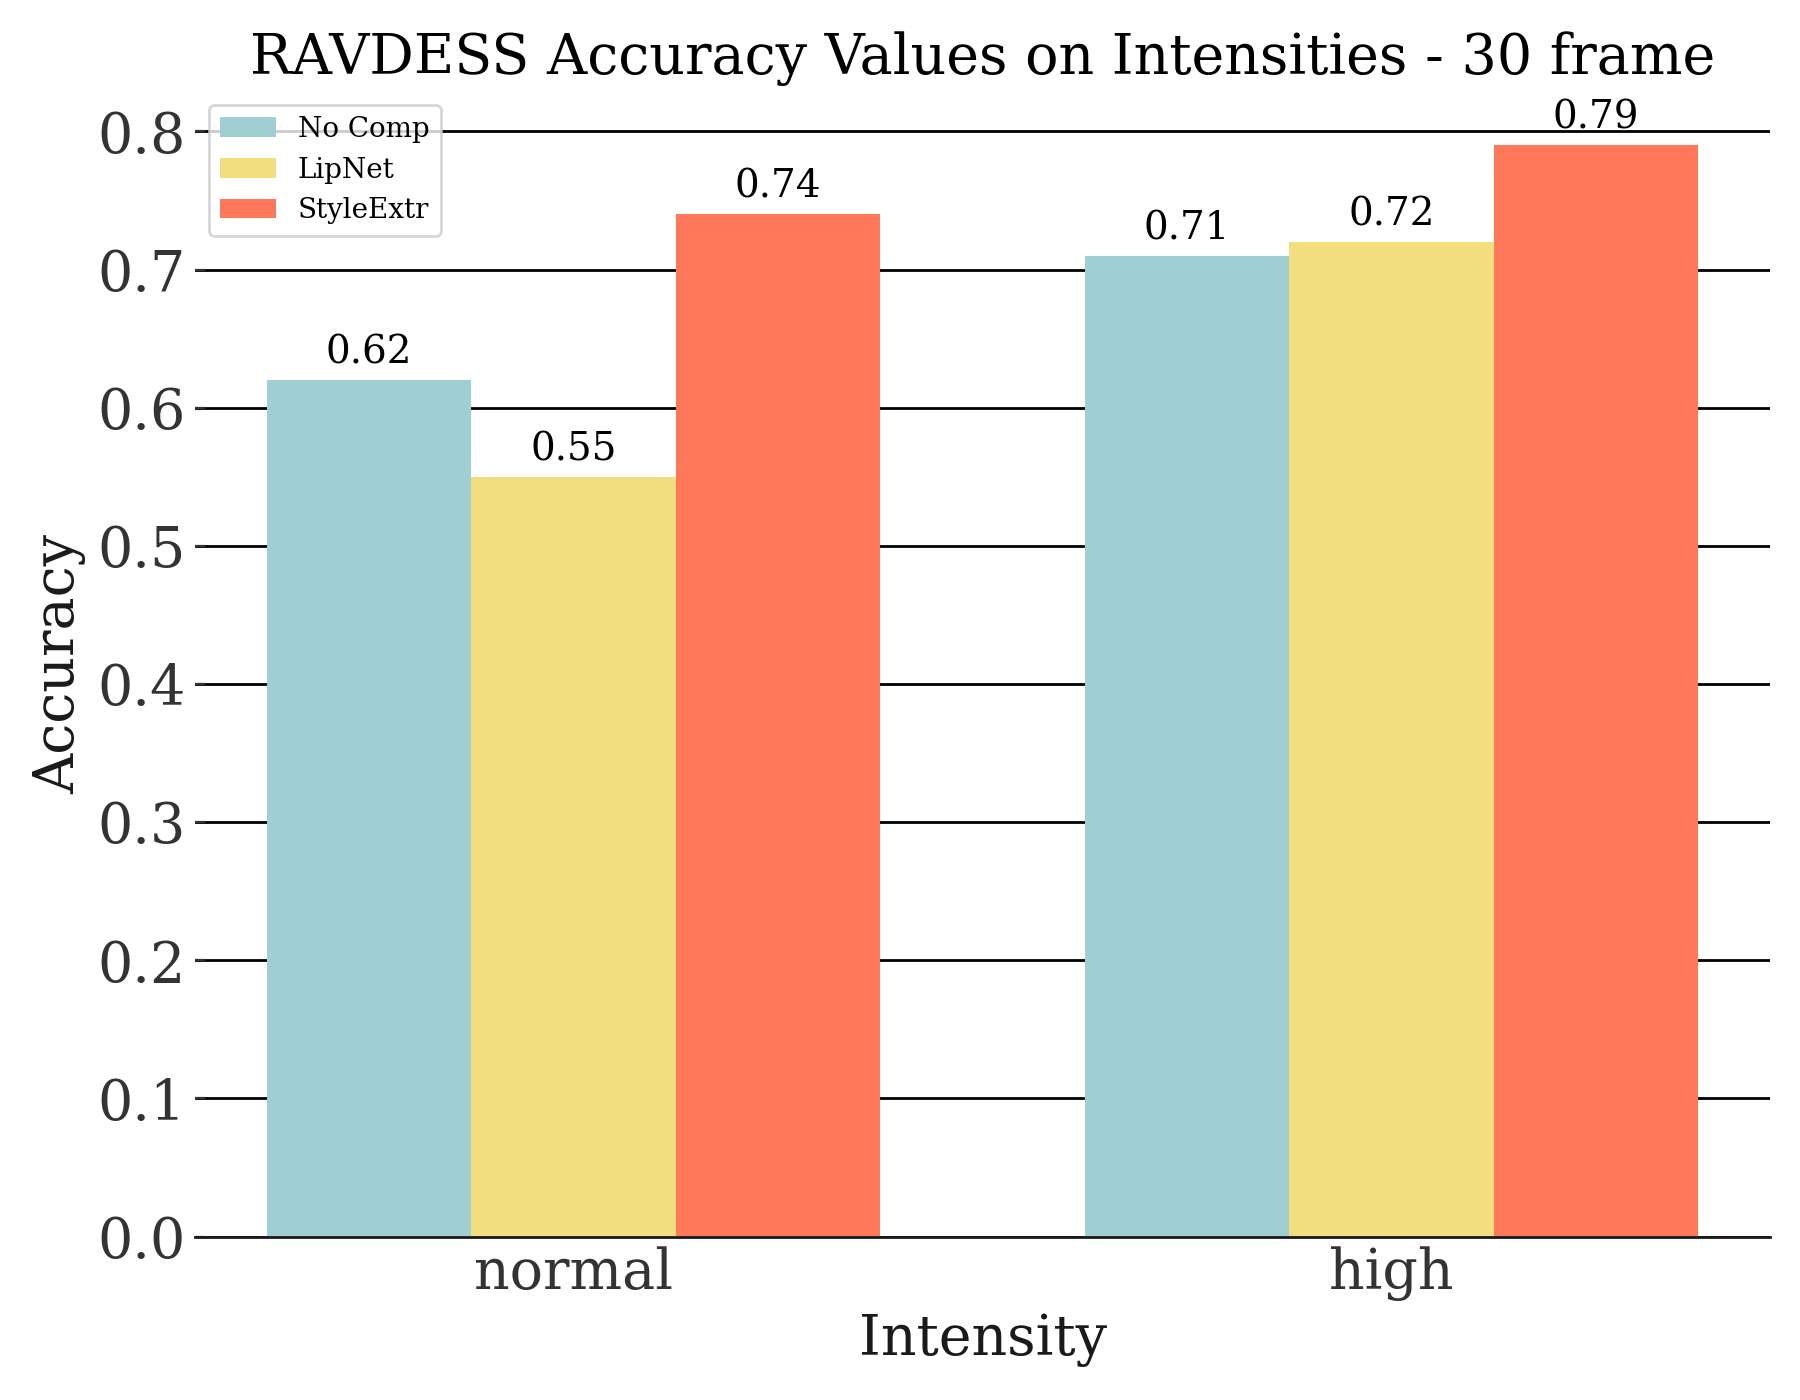 RAVDESS Accuracy Values on Intensities - 30 frame
No Comp
LipNet
StyleExtr
0.8
0.7
0.6
0.5
0.4
0.3
0.2
0.1
0.0
Accuracy
0.62
0.55
0.74
0.71
0.72
0.79
normal
high
Intensity